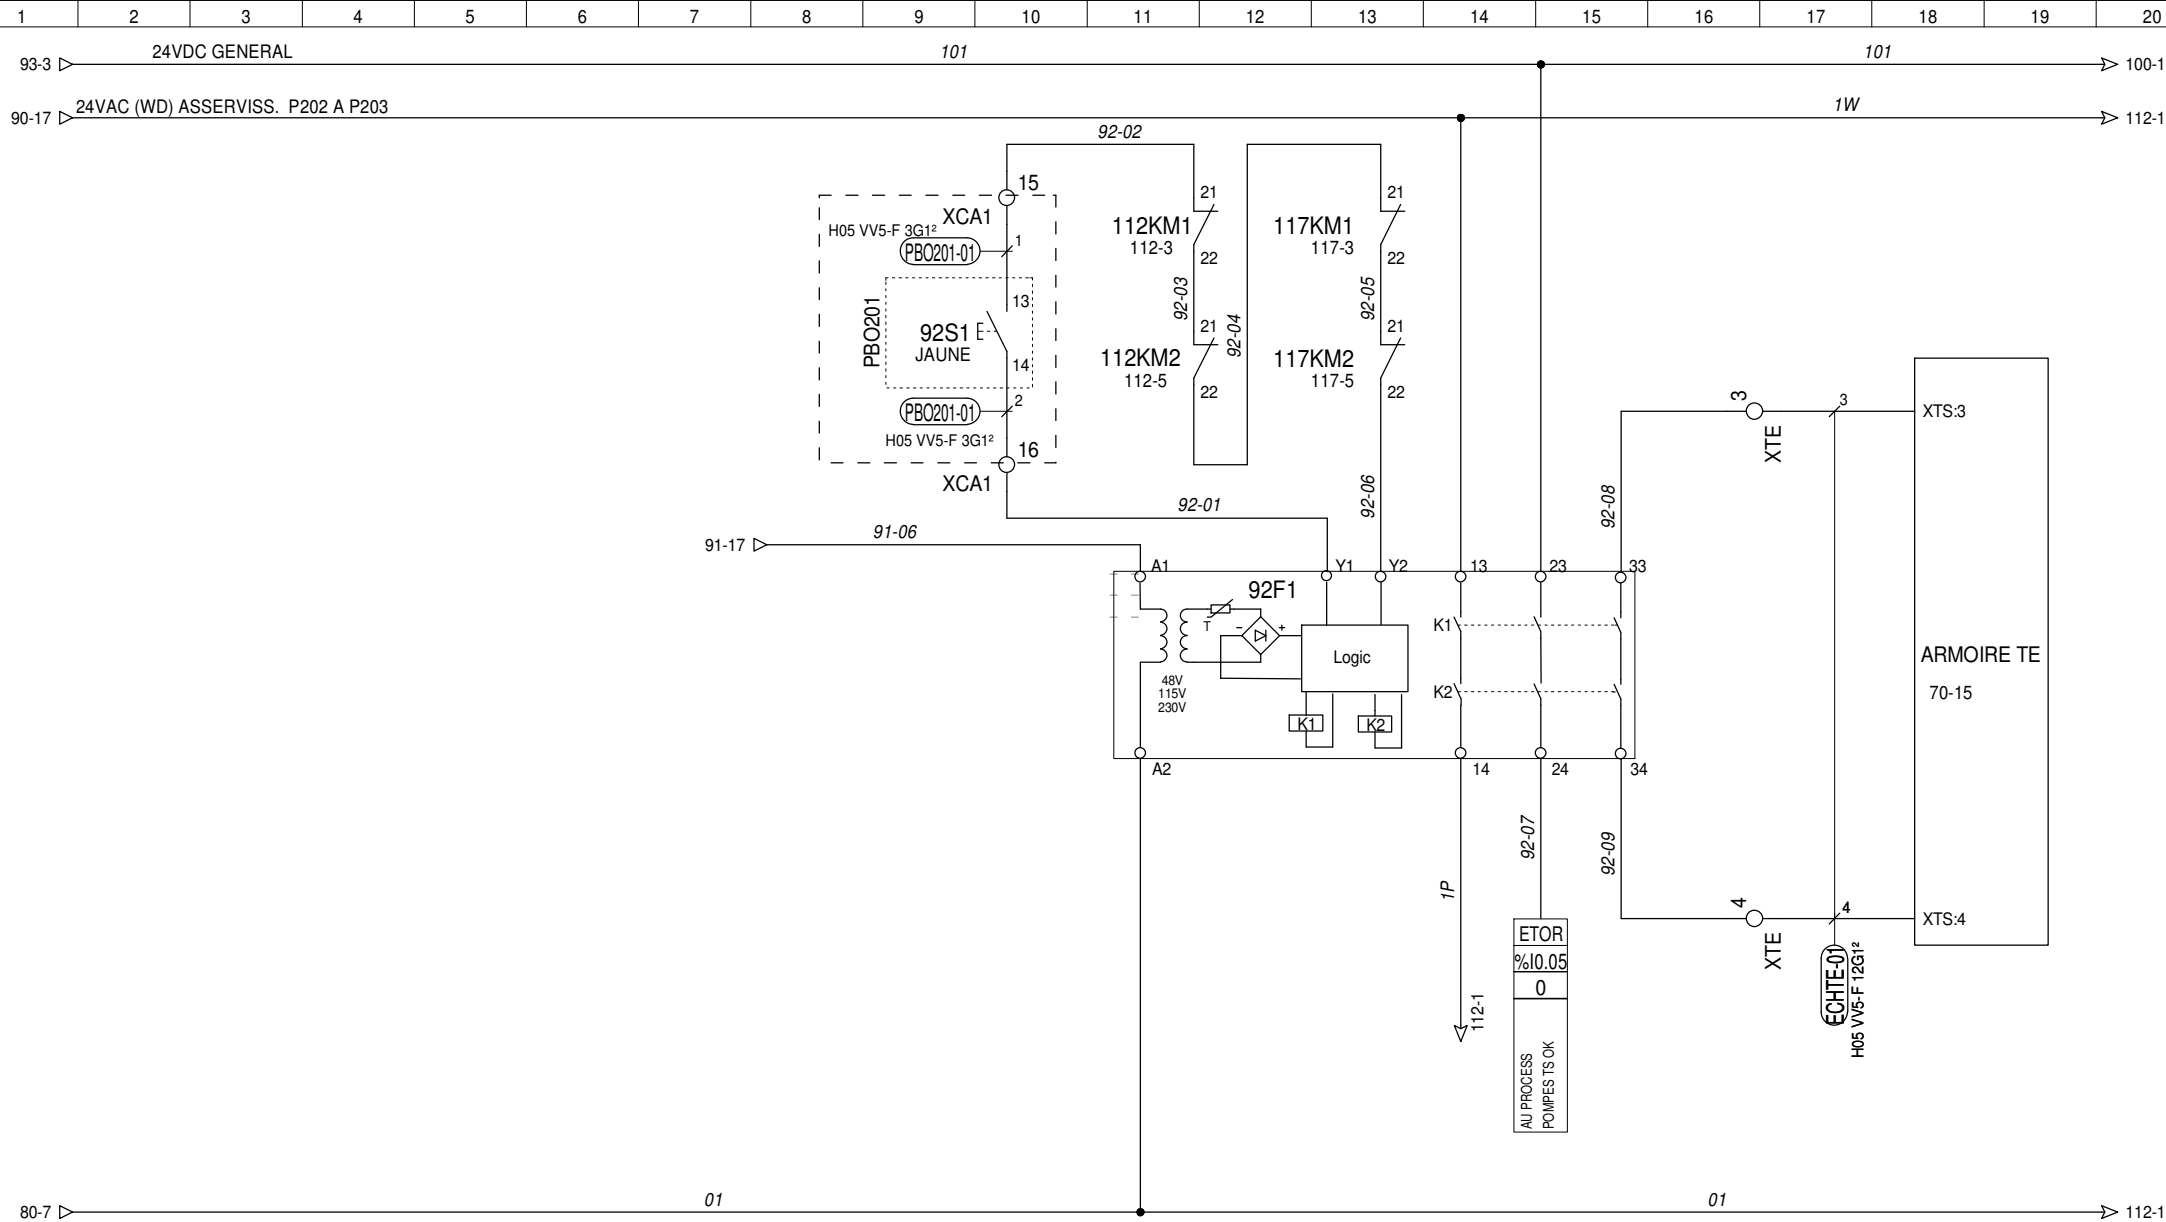 1 2 3 4 5 6 7 8 9 10 11 12 13 14 15 16 17 18 19 20
24VDC GENERAL
101
101
93-3
100-1
24VAC (WD) ASSERVISS. P202 A P203
1W
90-17
112-1
92-02
15
XCA1
H05 VV5-F 3G1²
PBO201-01
1
PBO201
13
92S1
JAUNE
14
PBO201-01
2
H05 VV5-F 3G1²
16
XCA1
21
112KM1
112-3
22
92-03
21
112KM2
112-5
22
92-04
21
117KM1
117-3
22
92-05
21
117KM2
117-5
22
92-06
92-01
91-06
91-17
A1
Y1
Y2
13
23
33
92F1
T
-
+
Logic
48V
115V
230V
K1
K2
K1
K2
A2
14
24
34
92-08
3
XTE
3
XTS:3
ARMOIRE TE
70-15
92-07
92-09
1P
4
XTE
4
XTS:4
ECHTE-01
H05 VV5-F 12G1²
112-1
ETOR
%I0.05
0
AU PROCESS
POMPES TS OK
01
01
80-7
112-1